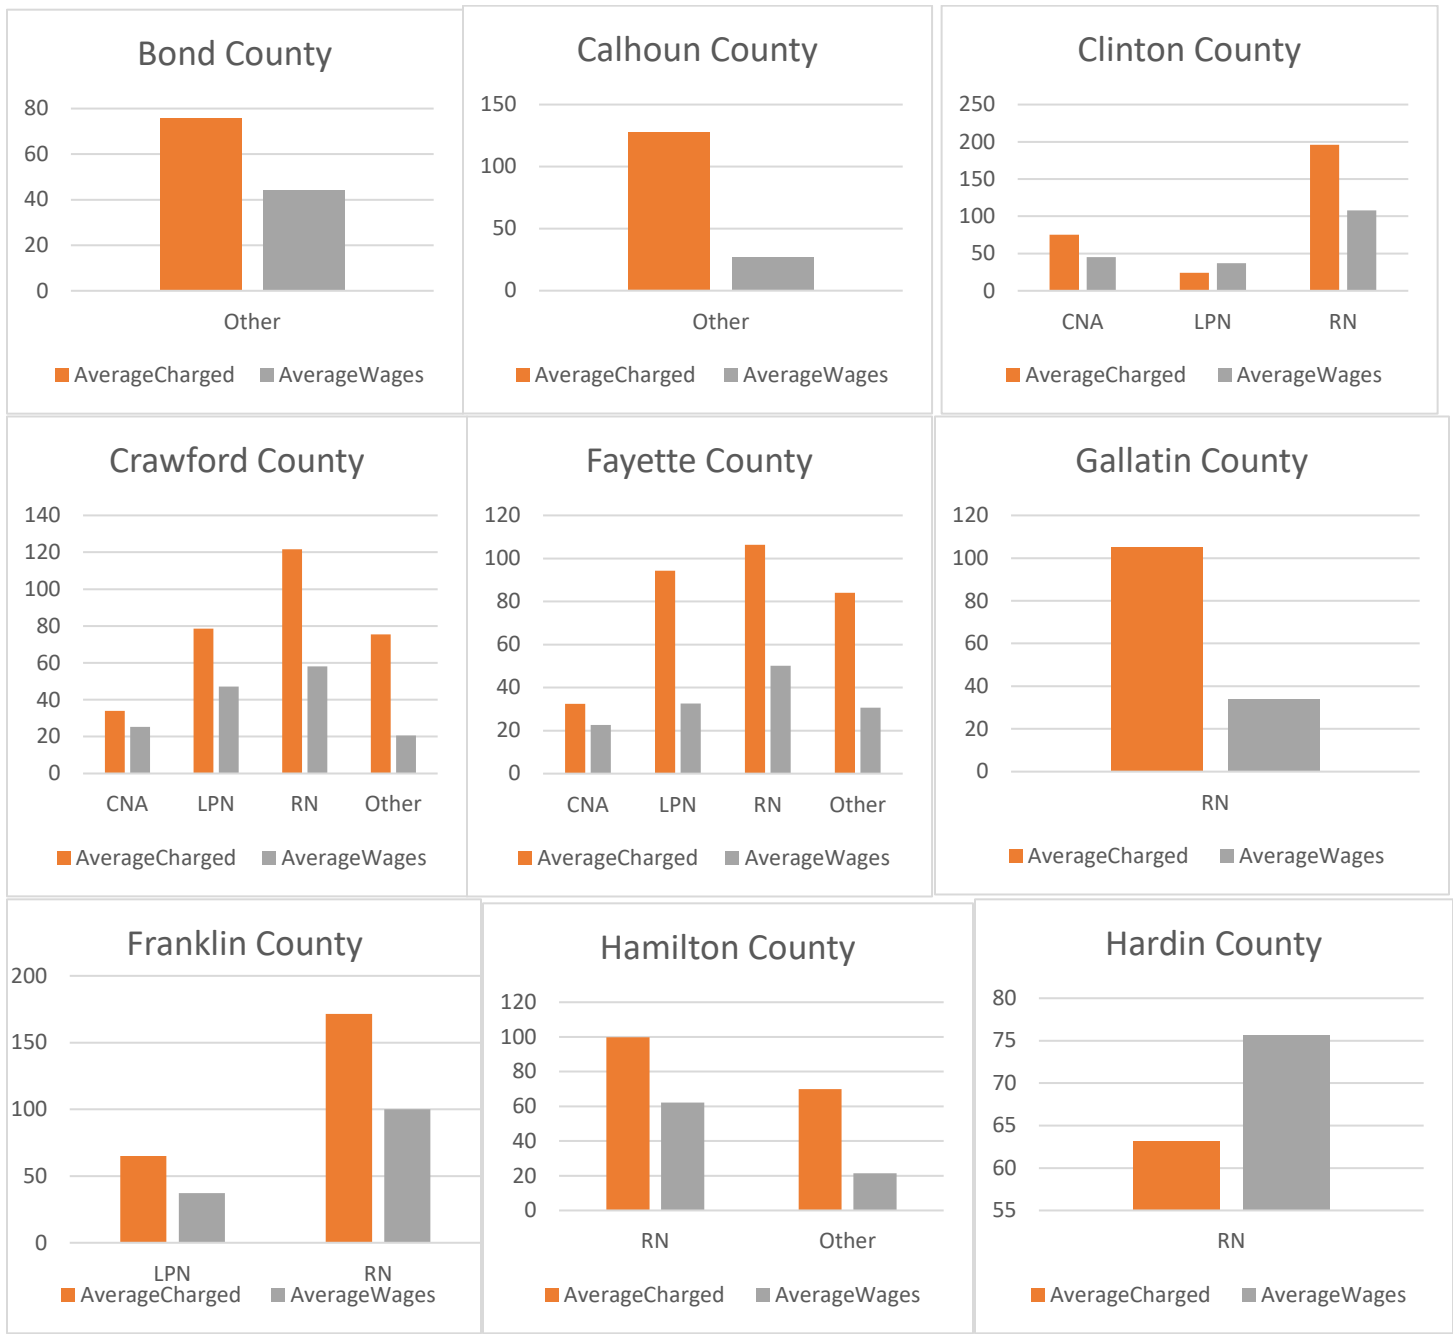 Bond County
80
60
40
20
0
Other
AverageCharged AverageWages
Calhoun County
150
100
50
0
Other
AverageCharged AverageWages
Clinton County
250
200
150
100
50
0
CNA LPN RN
AverageCharged AverageWages
Crawford County
140
120
100
80
60
40
20
0
CNA LPN RN Other
AverageCharged AverageWages
Fayette County
120
100
80
60
40
20
0
CNA LPN RN Other
AverageCharged AverageWages
Gallatin County
120
100
80
60
40
20
0
RN
AverageCharged AverageWages
Franklin County
200
150
100
50
0
LPN RN
AverageCharged AverageWages
Hamilton County
120
100
80
60
40
20
0
RN Other
AverageCharged AverageWages
Hardin County
80
75
70
65
60
55
RN
AverageCharged AverageWages